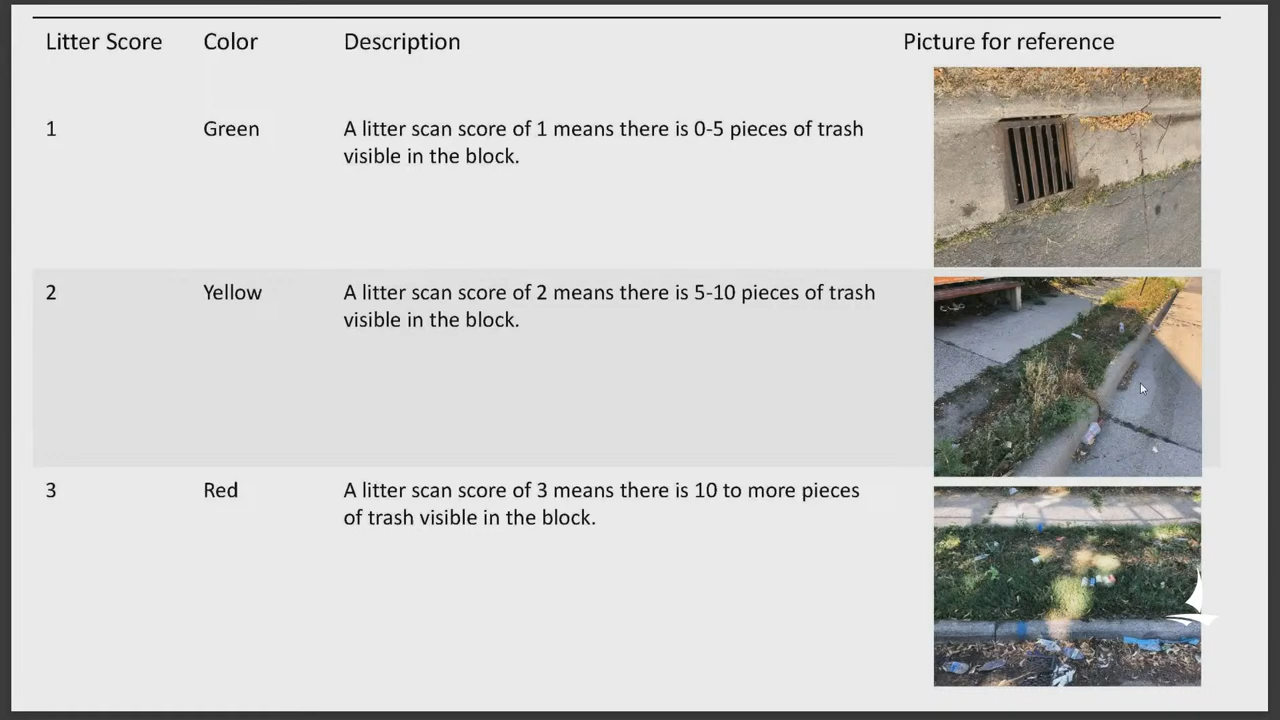 Litter Score Color Description Picture for reference
1 Green A litter scan score of 1 means there is 0-5 pieces of trash
visible in the block.
2 Yellow A litter scan score of 2 means there is 5-10 pieces of trash
visible in the block.
3 Red A litter scan score of 3 means there is 10 to more pieces
of trash visible in the block.